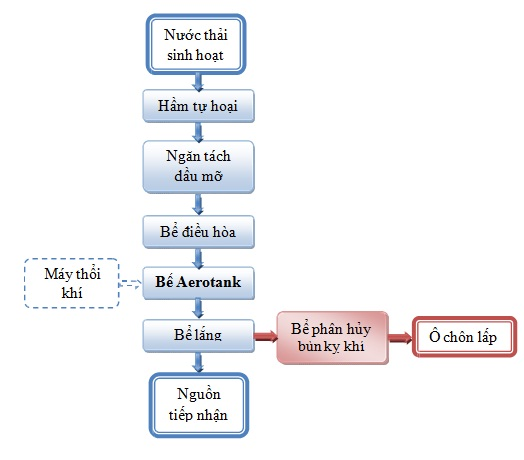 Nước thải
sinh hoạt
Hầm tự hoại
Ngăn tách
dầu mỡ
Bể điều hòa
Máy thổi
khí
Bế Aerotank
Bể lắng
Bể phân hủy
bùn kỵ khí
Ô chôn lấp
Nguồn
tiếp nhận